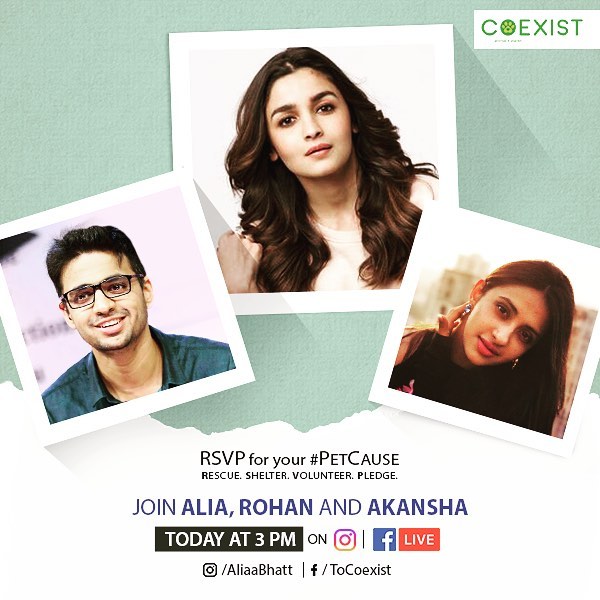 COEXIST
RSVP for your #PETCAUSE
RESCUE. SHELTER. VOLUNTEER. PLEDGE.
JOIN ALIA, ROHAN AND AKANSHA
TODAY AT 3 PM ON | f LIVE
/AliaaBhatt | f /ToCoexist